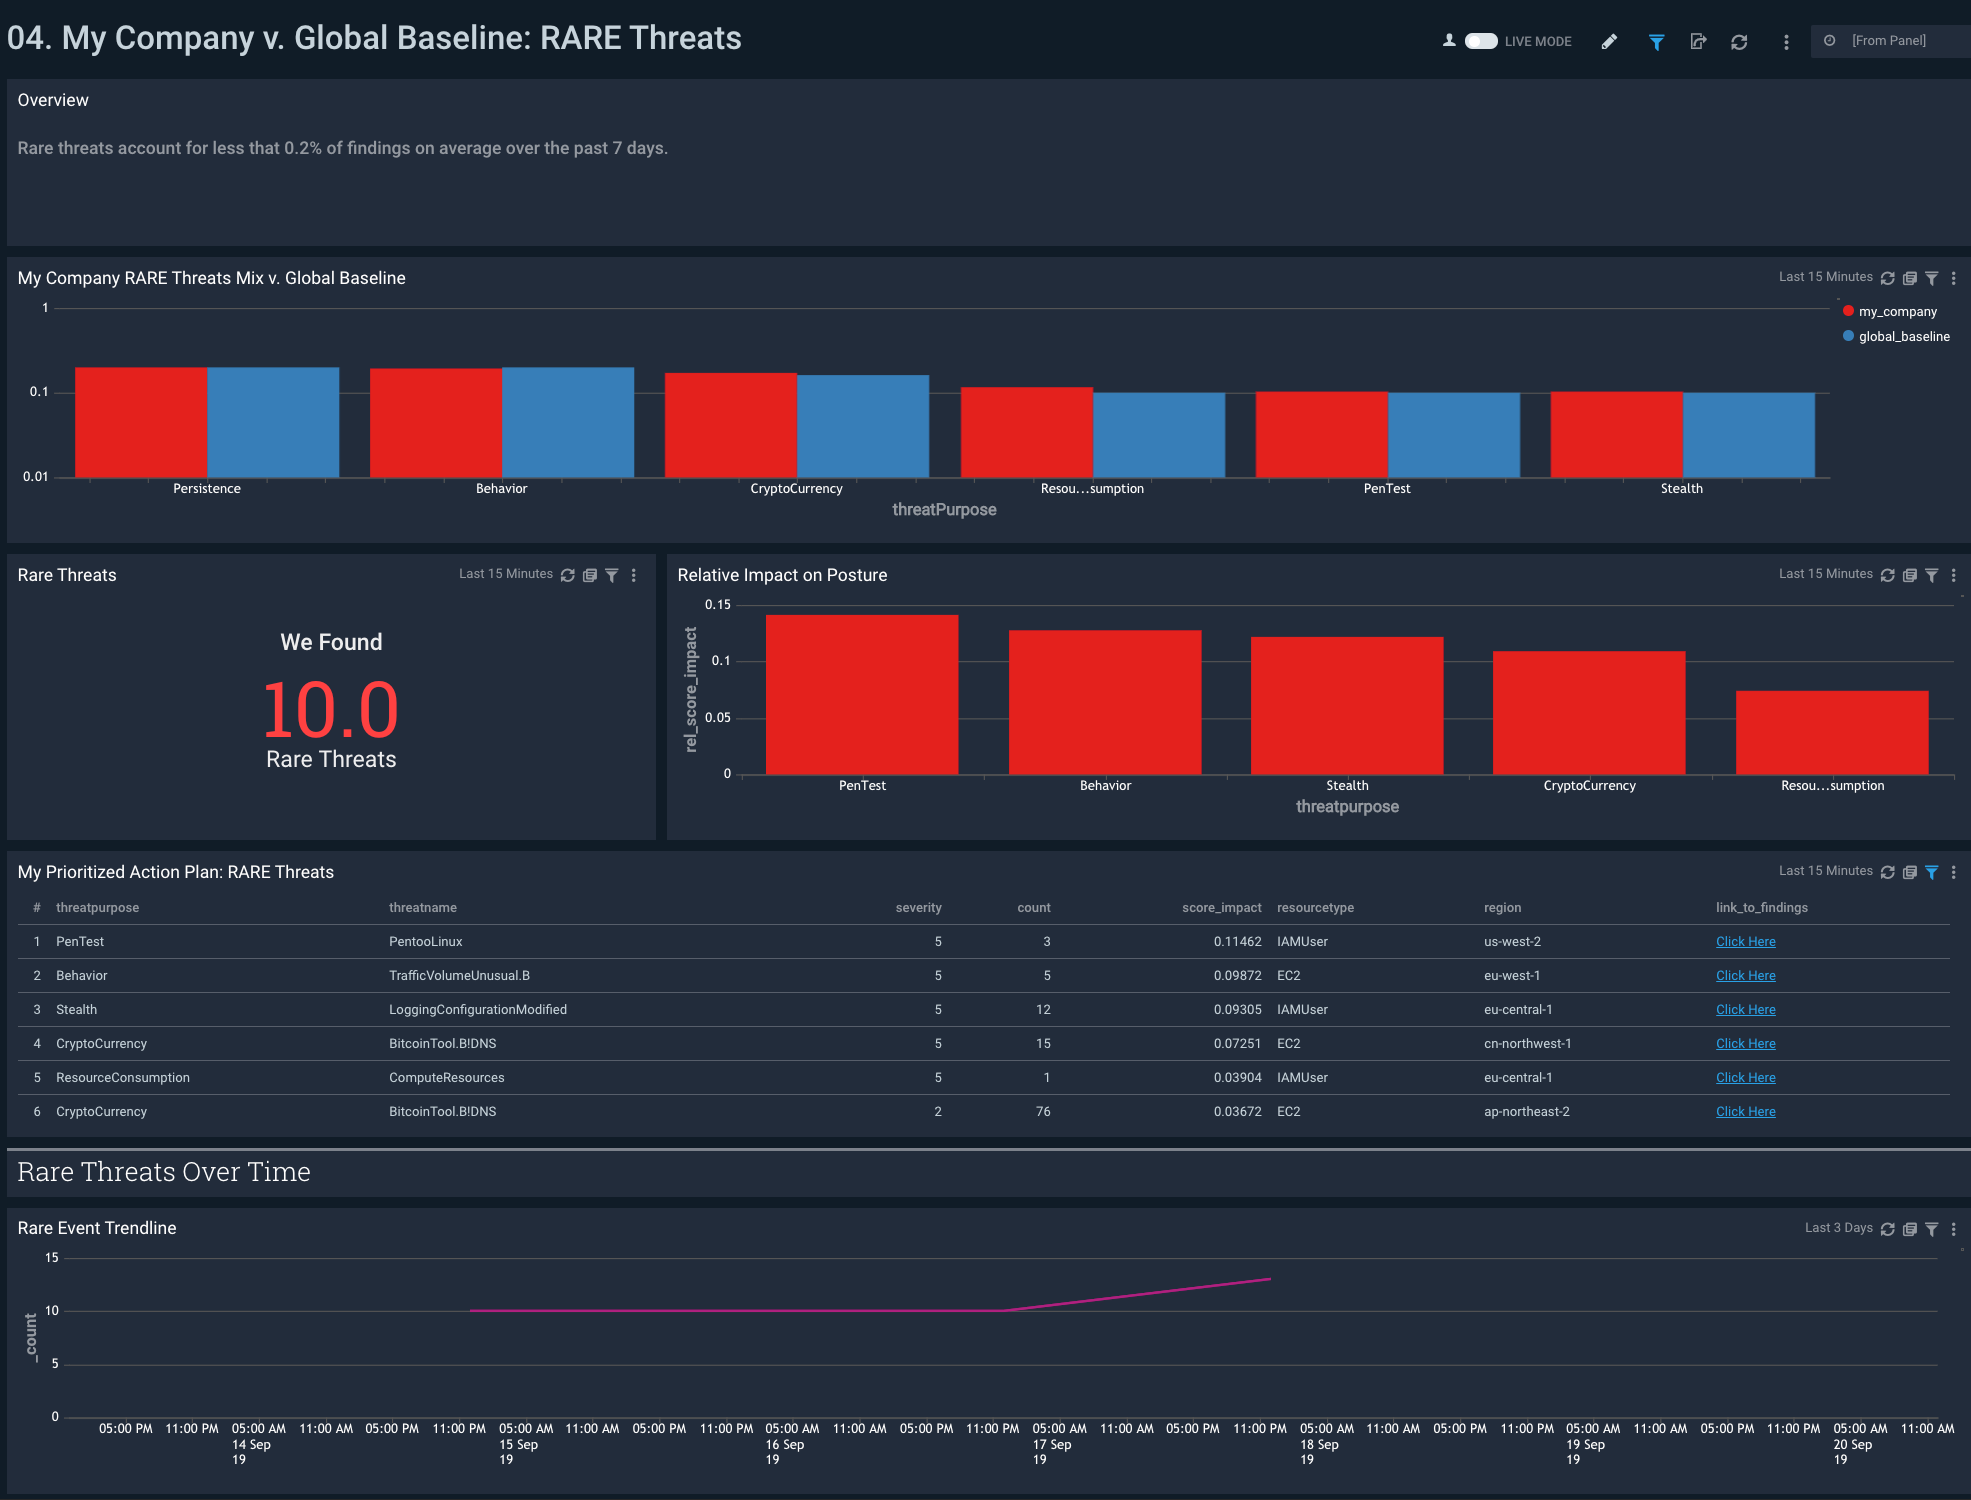 04. My Company v. Global Baseline: RARE Threats
LIVE MODE
[From Panel]
Overview
Rare threats account for less that 0.2% of findings on average over the past 7 days.
My Company RARE Threats Mix v. Global Baseline
Last 15 Minutes
1
0.1
0.01
my_company
global_baseline
Persistence Behavior CryptoCurrency Resou...sumption PenTest Stealth
threatPurpose
Rare Threats
Last 15 Minutes
We Found
10.0
Rare Threats
Relative Impact on Posture
Last 15 Minutes
rel_score_impact
0.15
0.1
0.05
0
PenTest Behavior Stealth CryptoCurrency Resou...sumption
threatpurpose
My Prioritized Action Plan: RARE Threats
Last 15 Minutes
# threatpurpose threatname severity count score_impact resourcetype region link_to_findings
1 PenTest PentooLinux 5 3 0.11462 IAMUser us-west-2 Click Here
2 Behavior TrafficVolumeUnusual.B 5 5 0.09872 EC2 eu-west-1 Click Here
3 Stealth LoggingConfigurationModified 5 12 0.09305 IAMUser eu-central-1 Click Here
4 CryptoCurrency BitcoinTool.B!DNS 5 15 0.07251 EC2 cn-northwest-1 Click Here
5 ResourceConsumption ComputeResources 5 1 0.03904 IAMUser eu-central-1 Click Here
6 CryptoCurrency BitcoinTool.B!DNS 2 76 0.03672 EC2 ap-northeast-2 Click Here
Rare Threats Over Time
Rare Event Trendline
Last 3 Days
_count
15
10
5
0
05:00 PM 11:00 PM 05:00 AM 11:00 AM 05:00 PM 11:00 PM 05:00 AM 11:00 AM 05:00 PM 11:00 PM 05:00 AM 11:00 AM 05:00 PM 11:00 PM 05:00 AM 11:00 AM 05:00 PM 11:00 PM 05:00 AM 11:00 AM 05:00 PM 11:00 PM 05:00 AM 11:00 AM 05:00 PM 11:00 PM 05:00 AM 11:00 AM
14 Sep 15 Sep 16 Sep 17 Sep 18 Sep 19 Sep 20 Sep
19 19 19 19 19 19 19